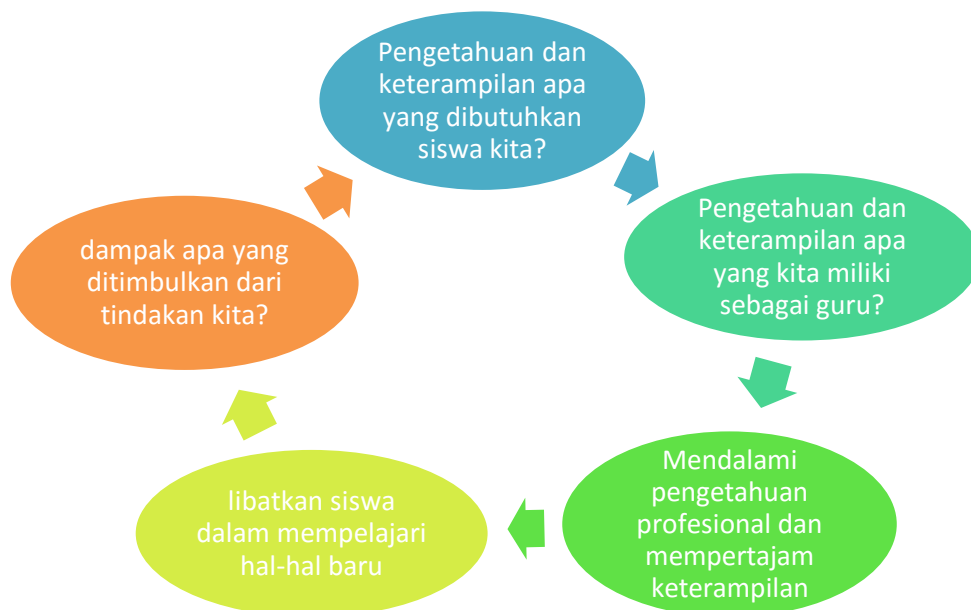 Pengetahuan dan
keterampilan apa
yang dibutuhkan
siswa kita?
Pengetahuan dan
keterampilan apa
yang kita miliki
sebagai guru?
Mendalami
pengetahuan
profesional dan
mempertajam
keterampilan
libatkan siswa
dalam mempelajari
hal-hal baru
dampak apa yang
ditimbulkan dari
tindakan kita?